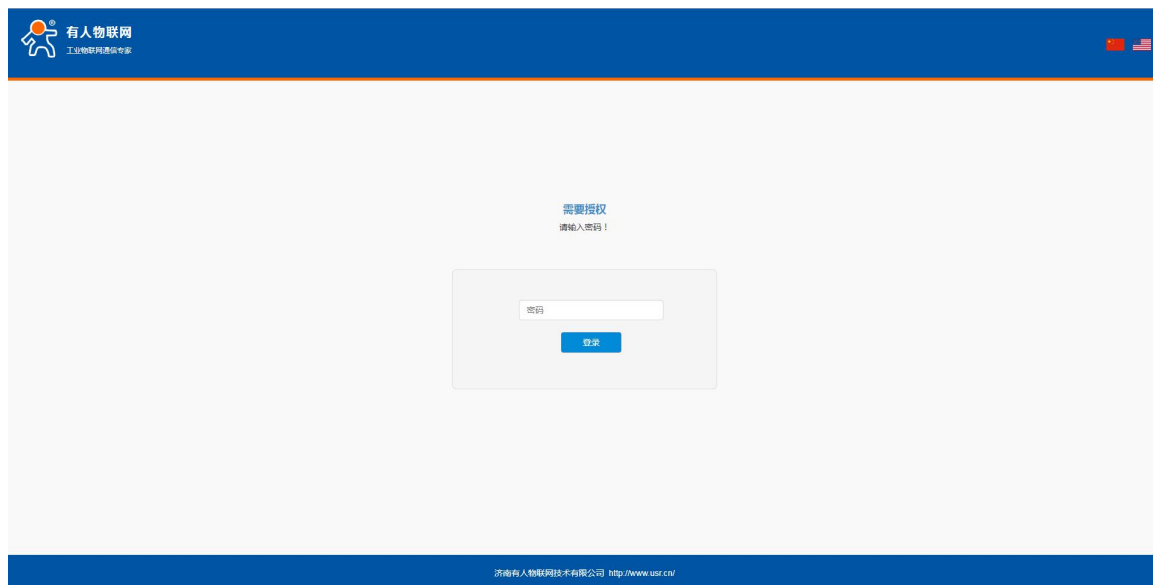 有人物联网
工业物联网通信专家
需要授权
请输入密码！
密码
登录
济南有人物联网技术有限公司 http://www.usr.cn/